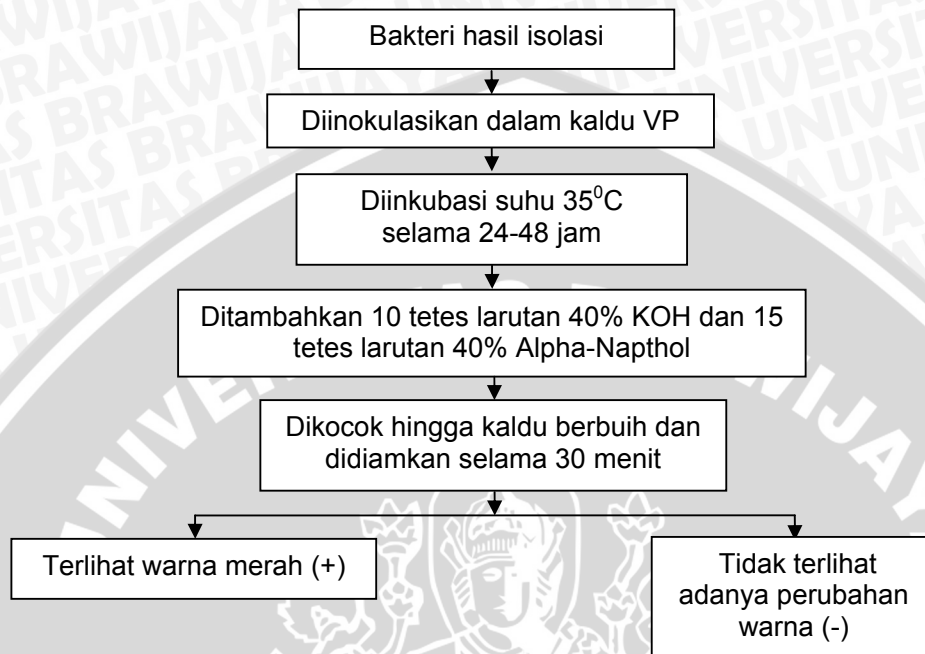 Bakteri hasil isolasi
Diinokulasikan dalam kaldu VP
Diinkubasi suhu 35⁰C
selama 24-48 jam
Ditambahkan 10 tetes larutan 40% KOH dan 15
tetes larutan 40% Alpha-Napthol
Dikocok hingga kaldu berbuih dan
didiamkan selama 30 menit
Terlihat warna merah (+)
Tidak terlihat
adanya perubahan
warna (-)